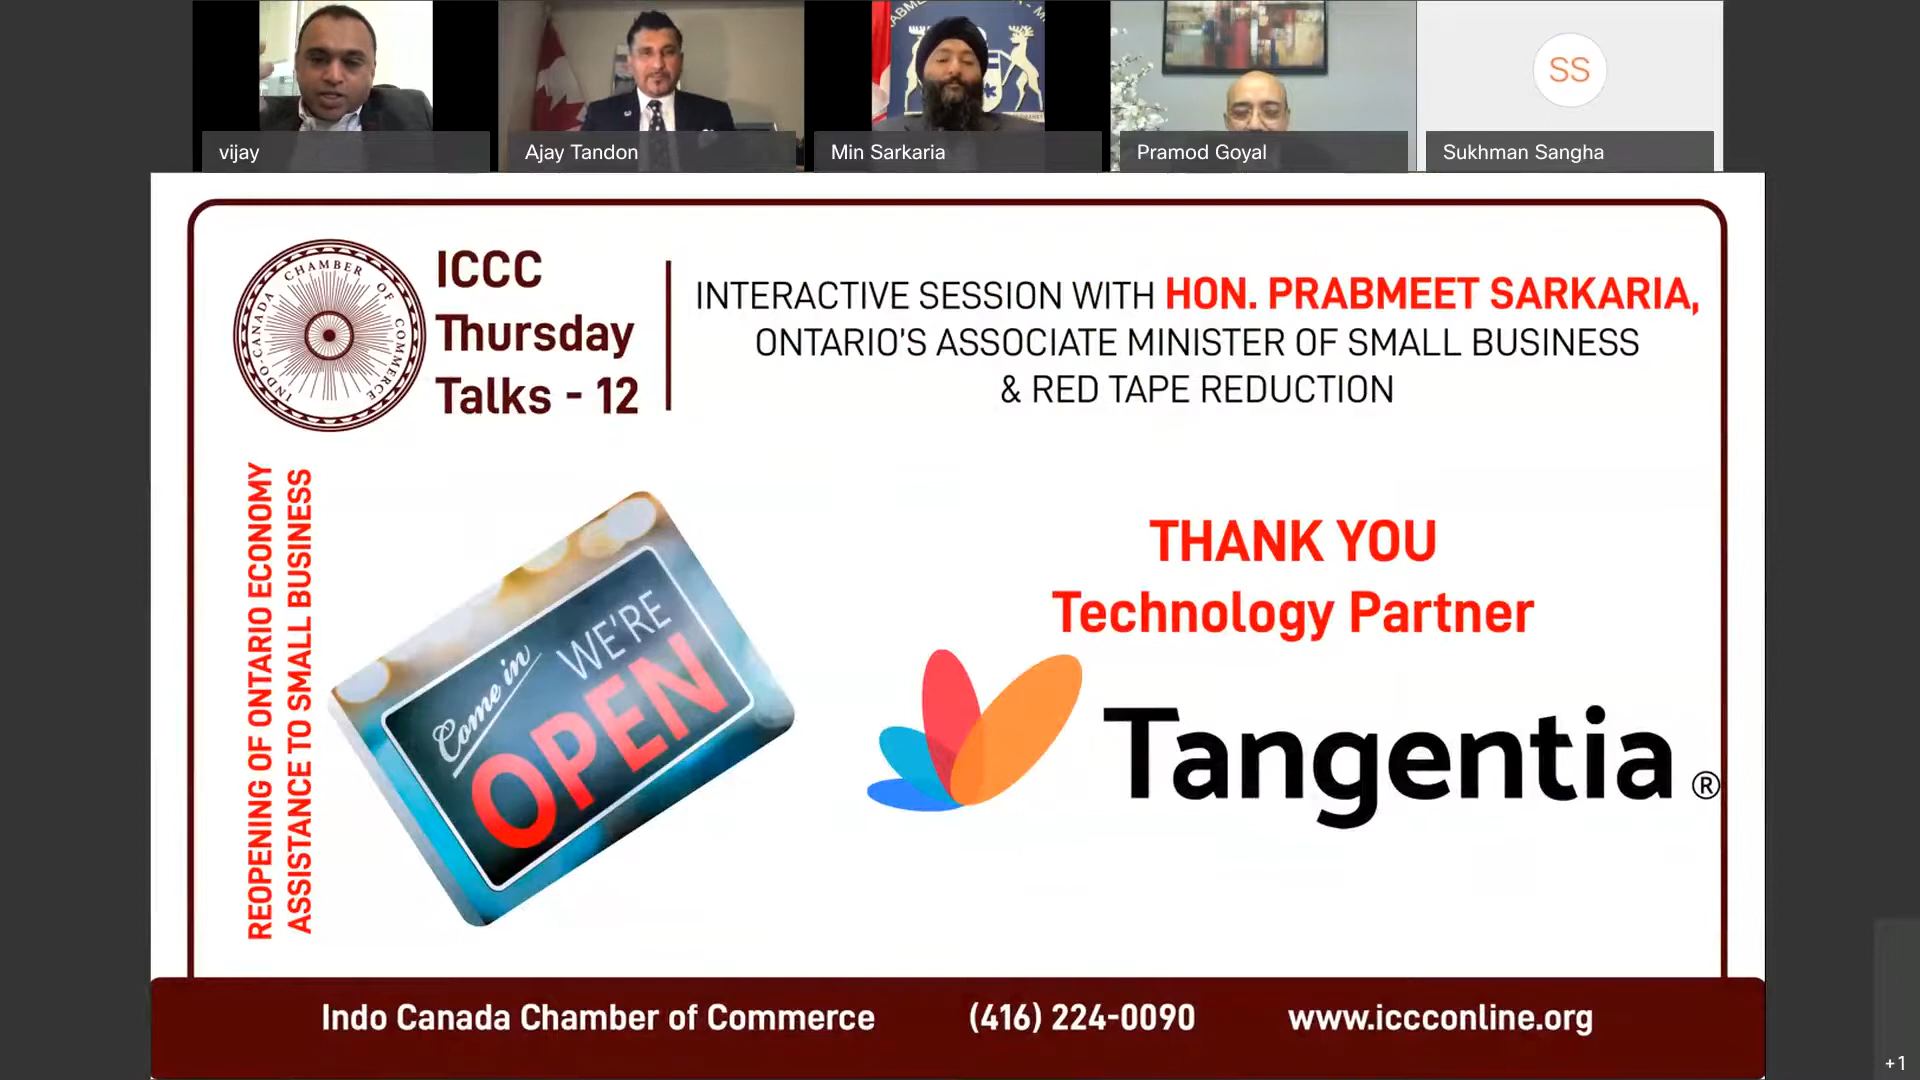 vijay
Ajay Tandon
Min Sarkaria
Pramod Goyal
SS
Sukhman Sangha
INDO-CANADA CHAMBER OF COMMERCE
ICCC
Thursday
Talks - 12
INTERACTIVE SESSION WITH HON. PRABMEET SARKARIA,
ONTARIO'S ASSOCIATE MINISTER OF SMALL BUSINESS
& RED TAPE REDUCTION
REOPENING OF ONTARIO ECONOMY
ASSISTANCE TO SMALL BUSINESS
Come in
WE'RE
OPEN
THANK YOU
Technology Partner
Tangentia ®
Indo Canada Chamber of Commerce (416) 224-0090 www.iccconline.org
+1